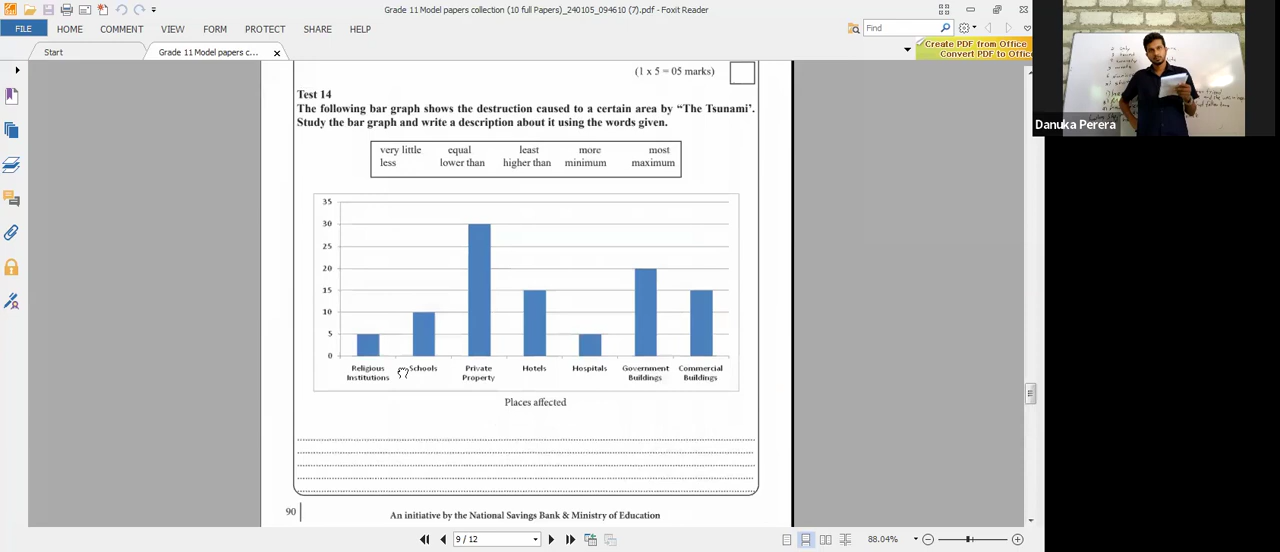 Grade 11 Model papers collection (10 full Papers)_240105_094610 (7).pdf - Foxit Reader
FILE HOME COMMENT VIEW FORM PROTECT SHARE HELP
Find
Create PDF from Office
Convert PDF to Office
Start
Grade 11 Model papers c...
(1 x 5 = 05 marks)
Test 14
The following bar graph shows the destruction caused to a certain area by “The Tsunami’.
Study the bar graph and write a description about it using the words given.
very little equal least more most
less lower than higher than minimum maximum
35
30
25
20
15
10
5
0
Religious Schools Private Hotels Hospitals Government Commercial
Institutions Property Buildings Buildings
Places affected
90
An initiative by the National Savings Bank & Ministry of Education
9 / 12
88.04%
Danuka Perera